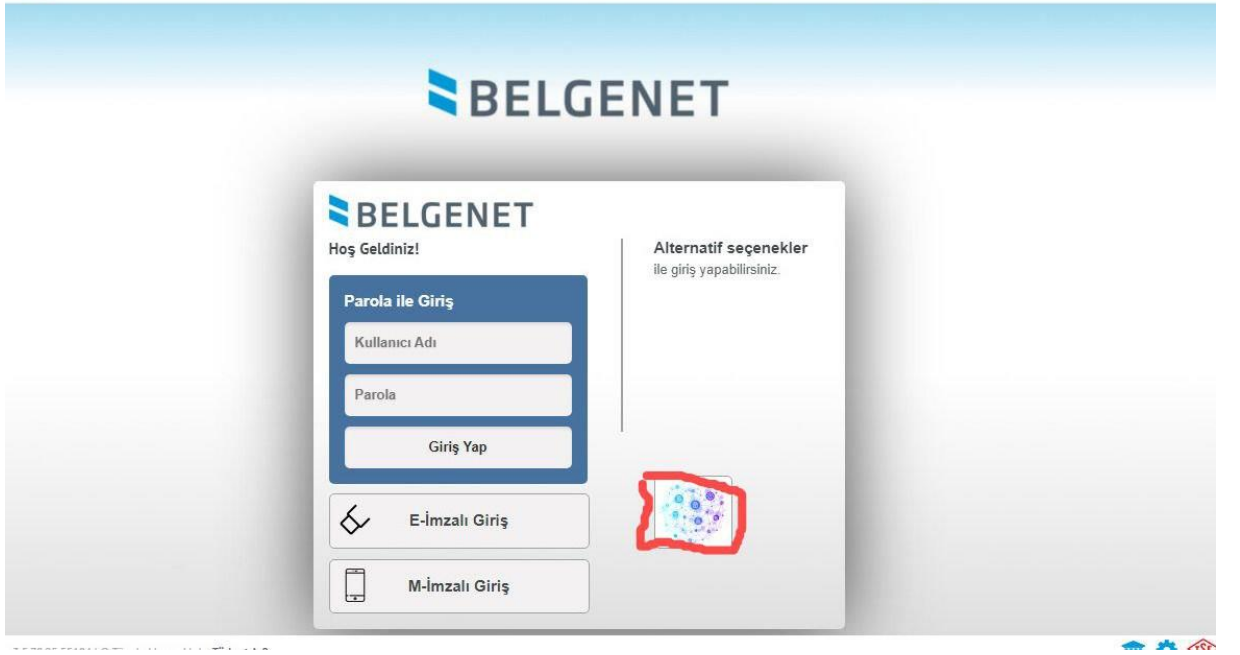 BELGENET
BELGENET
Hoş Geldiniz!
Parola ile Giriş
Kullanıcı Adı
Parola
Giriş Yap
E-İmzalı Giriş
M-İmzalı Giriş
Alternatif seçenekler
ile giriş yapabilirsiniz.